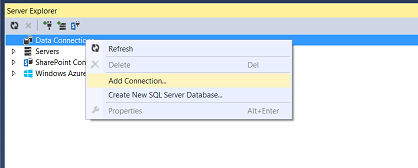 Server Explorer
Data Connections
Refresh
Servers
Delete Del
SharePoint Con
Add Connection...
Windows Azure
Create New SQL Server Database...
Properties Alt+Enter